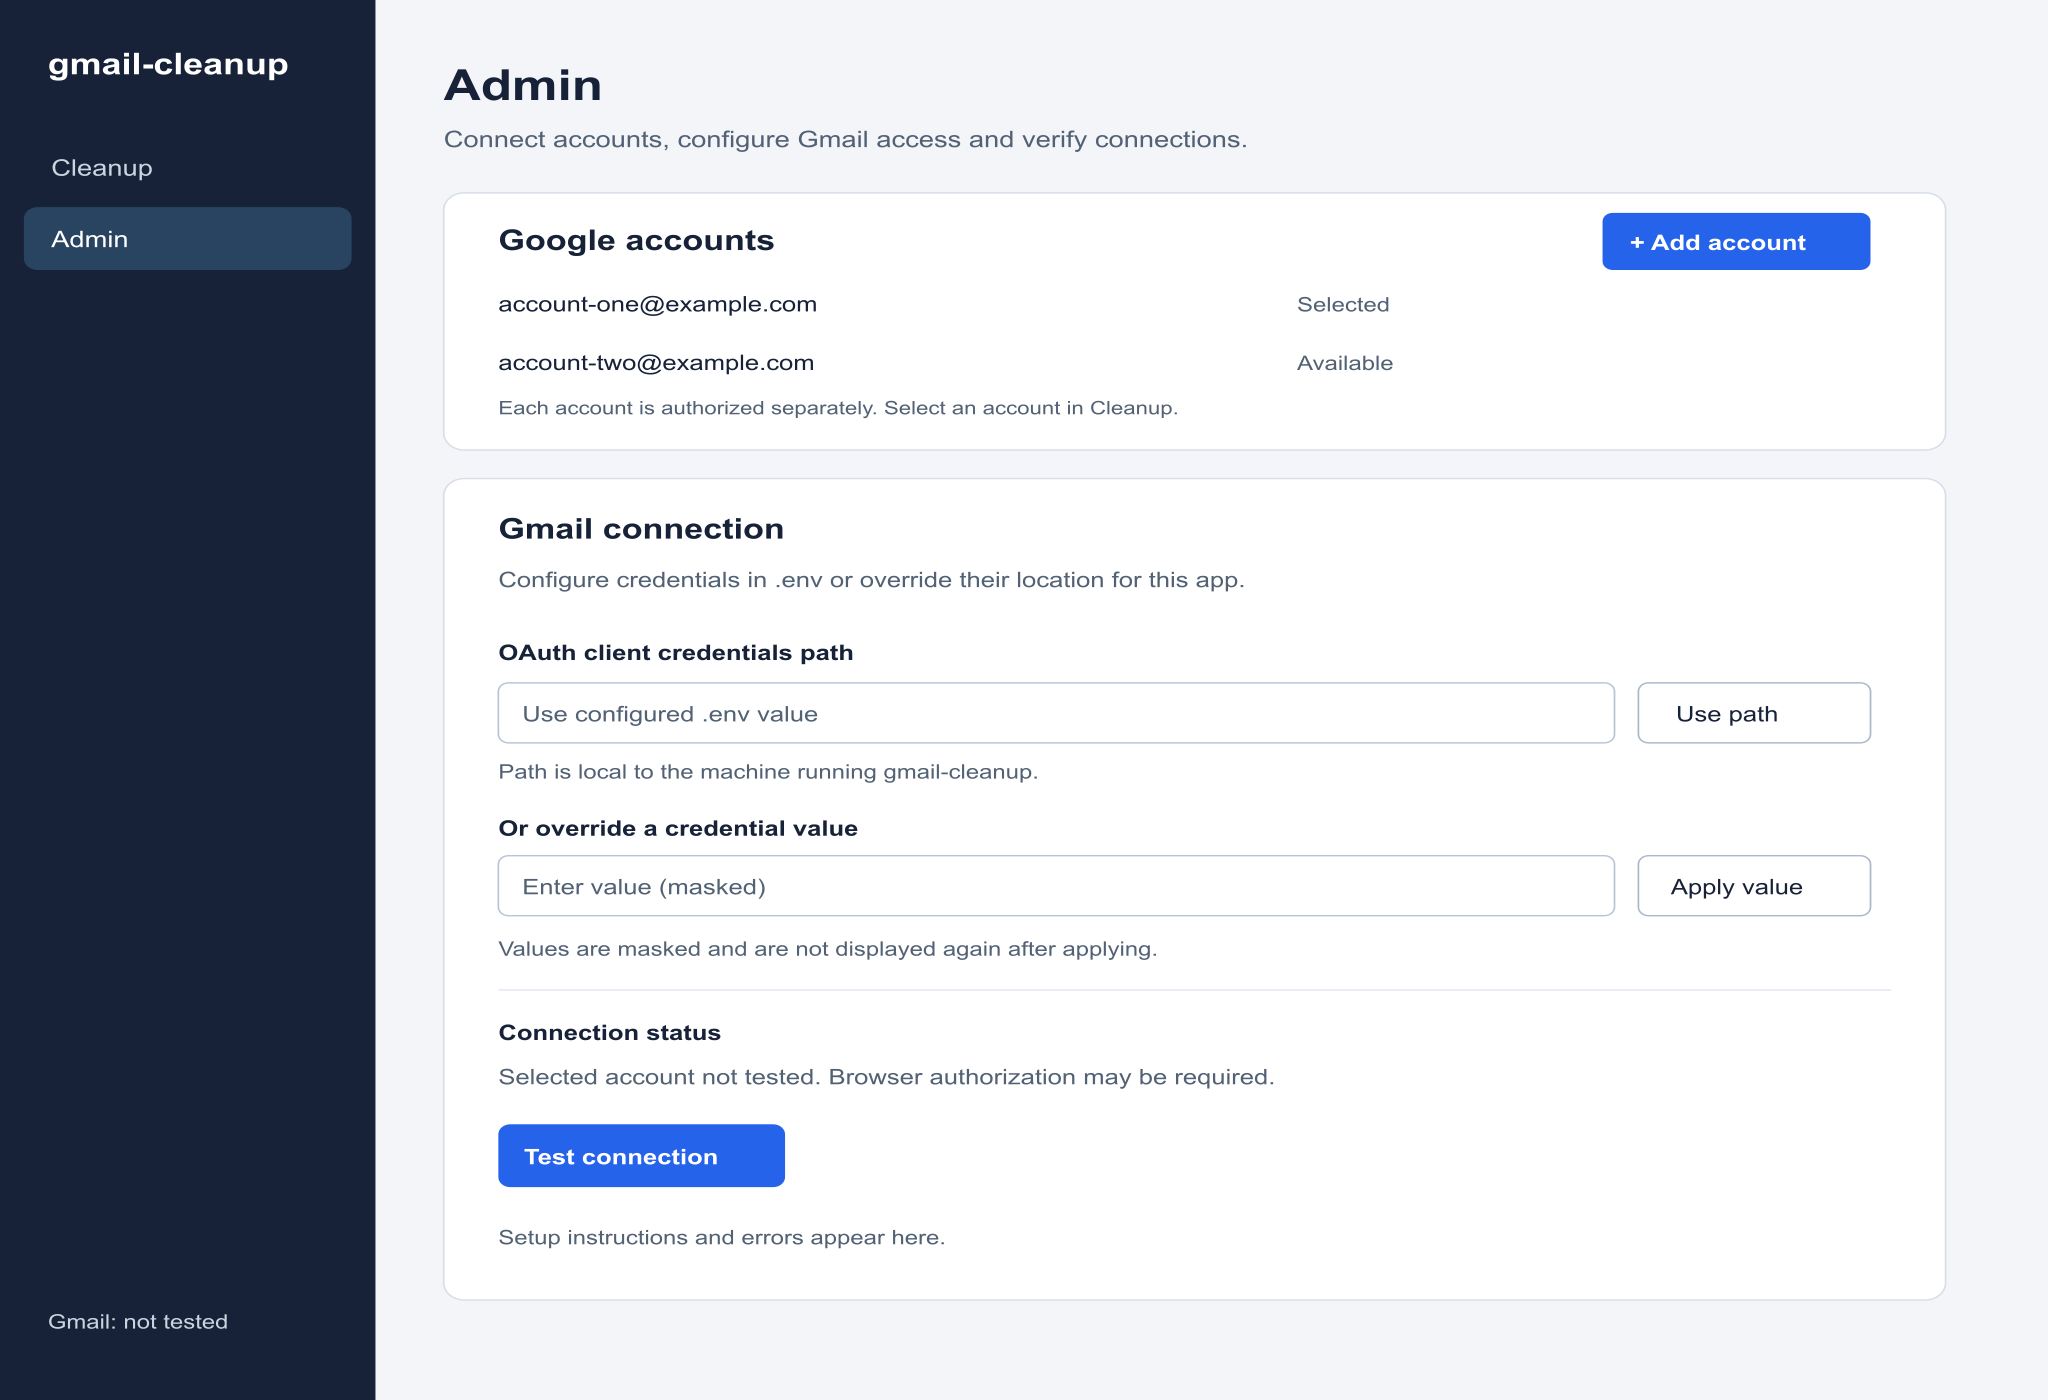 gmail-cleanup
Cleanup
Admin
Gmail: not tested
Admin
Connect accounts, configure Gmail access and verify connections.
Google accounts
+ Add account
account-one@example.com
Selected
account-two@example.com
Available
Each account is authorized separately. Select an account in Cleanup.
Gmail connection
Configure credentials in .env or override their location for this app.
OAuth client credentials path
Use configured .env value
Use path
Path is local to the machine running gmail-cleanup.
Or override a credential value
Enter value (masked)
Apply value
Values are masked and are not displayed again after applying.
Connection status
Selected account not tested. Browser authorization may be required.
Test connection
Setup instructions and errors appear here.